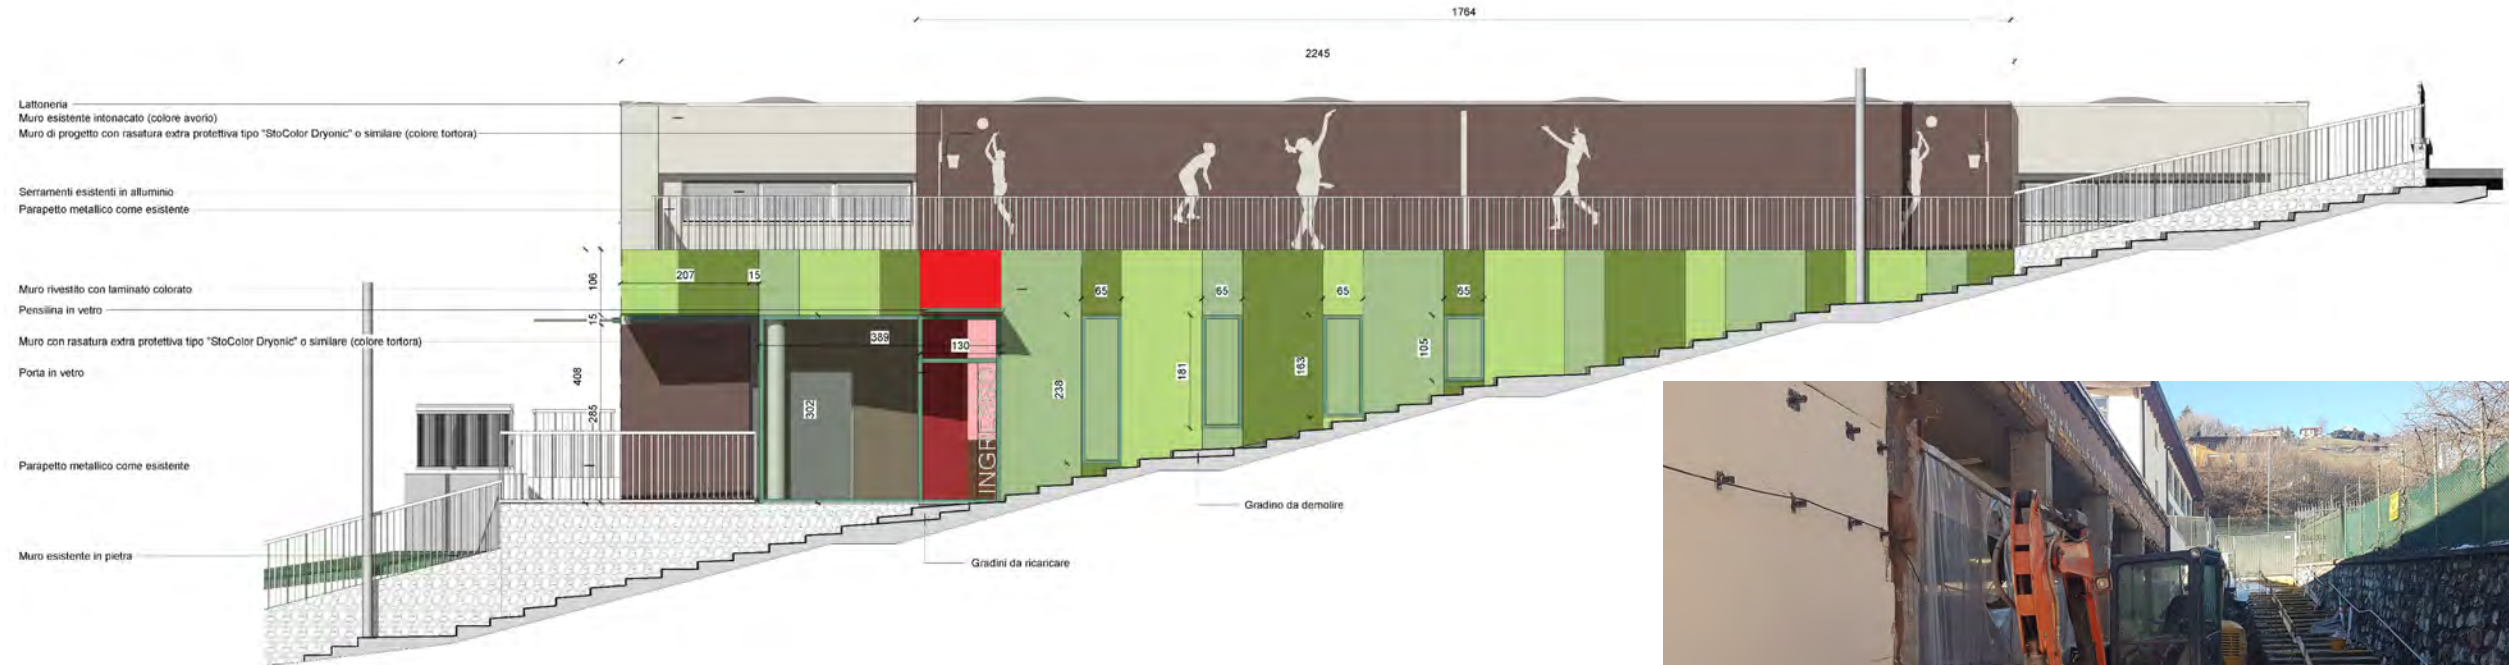 1764
2245
Lattoneria
Muro esistente intonacato (colore avorio)
Muro di progetto con rasatura extra protettiva tipo "StoColor Dryonic" o similare (colore tortora)
Serramenti esistenti in alluminio
Parapetto metallico come esistente
106
207
15
65
65
65
65
Muro rivestito con laminato colorato
Pensilina in vetro
15
Muro con rasatura extra protettiva tipo "StoColor Dryonic" o similare (colore tortora)
389
130
105
Porta in vetro
408
181
163
238
285
302
INGRESSO
Parapetto metallico come esistente
Gradino da demolire
Muro esistente in pietra
Gradini da ricaricare